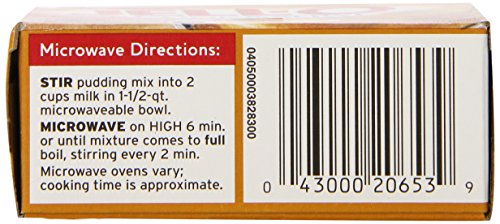 Microwave Directions:
STIR pudding mix into 2
cups milk in 1-1/2-qt.
microwaveable bowl.
MICROWAVE on HIGH 6 min.
or until mixture comes to full
boil, stirring every 2 min.
Microwave ovens vary;
cooking time is approximate.
04050003828300
0 43000 20653 9